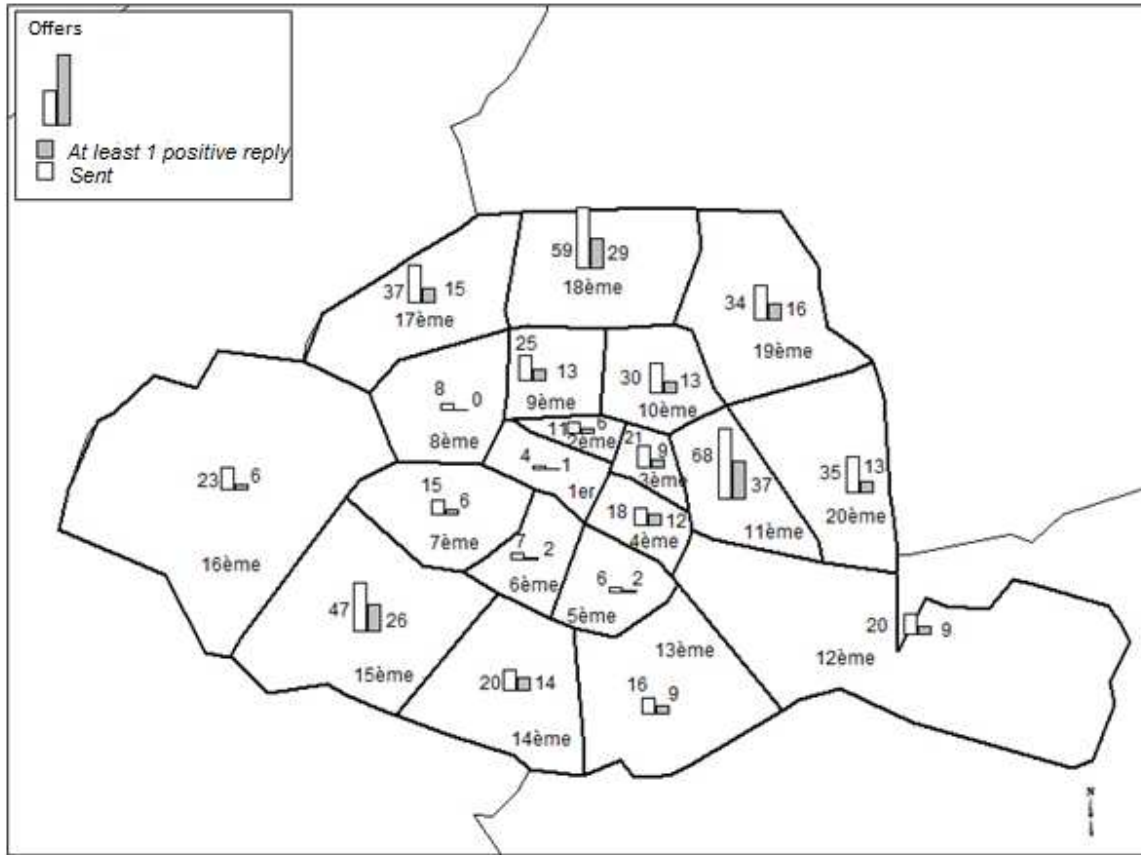 Offers
At least 1 positive reply
Sent
59 29
18ème
37 15
17ème
34 16
19ème
25
13
9ème
30 13
10ème
8 0
8ème
11 6
2ème
21 9
3ème
68 37
11ème
35 13
20ème
4 1
1er
23 6
16ème
15 6
7ème
18 12
4ème
7 2
6ème
6 2
5ème
47 26
15ème
20 9
12ème
13ème
16 9
20 14
14ème
N